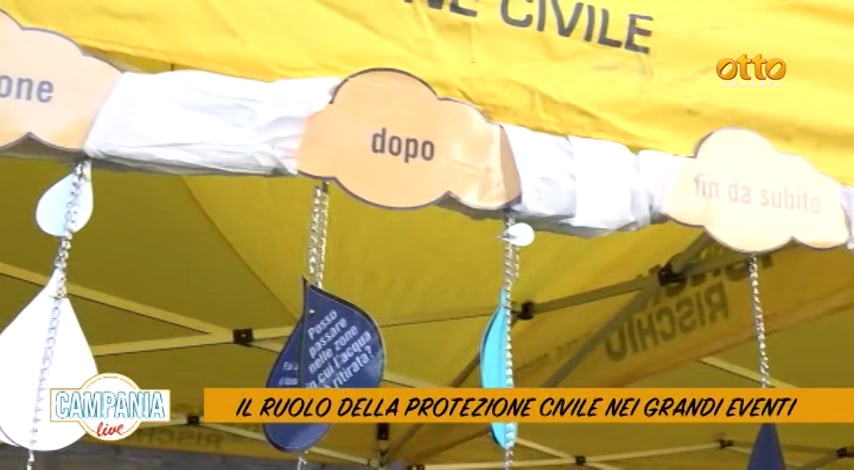 NE CIVILE
otto
one
dopo
fin da subito
RISCHIO
Posso
passare
nelle zone
in cui l'acqua
ritirata?
CAMPANIA
live
IL RUOLO DELLA PROTEZIONE CIVILE NEI GRANDI EVENTI